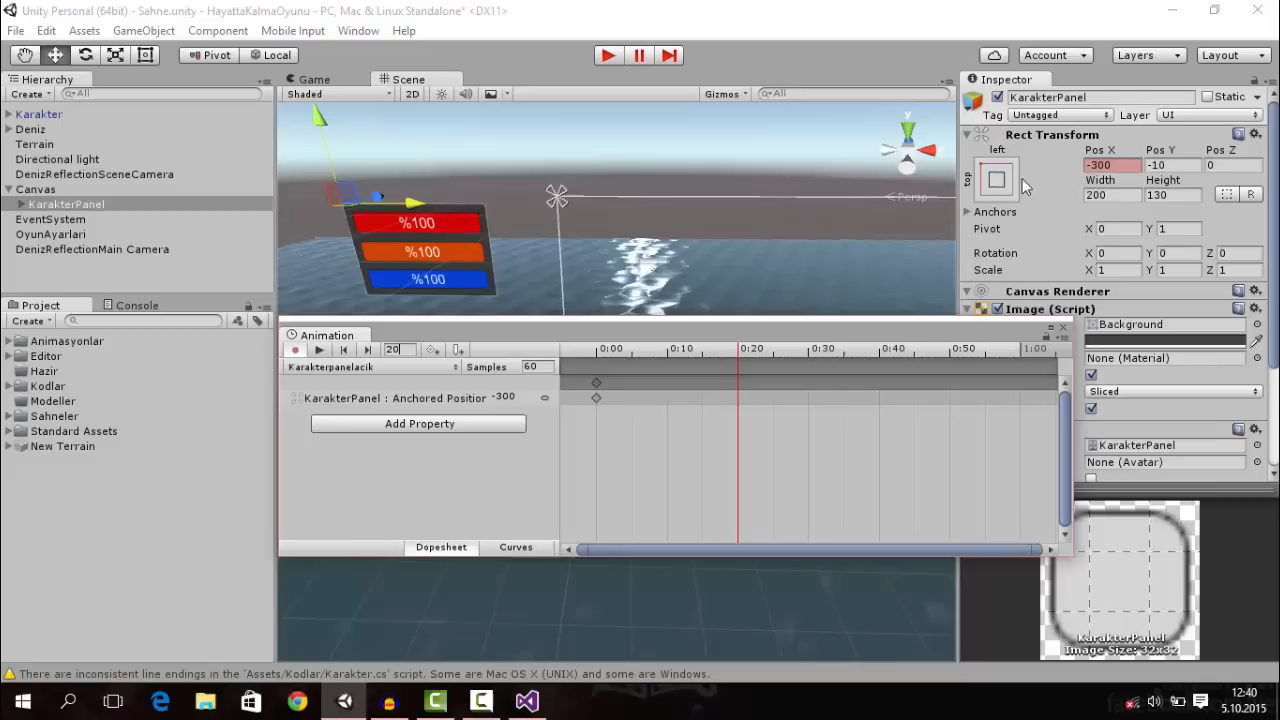 Unity Personal (64bit) - Sahne.unity - HayattaKalmaOyunu - PC, Mac & Linux Standalone* <DX11>
File Edit Assets GameObject Component Mobile Input Window Help
Pivot Local Account Layers Layout
Hierarchy
Create All
Karakter
Deniz
Terrain
Directional light
DenizReflectionSceneCamera
Canvas
KarakterPanel
EventSystem
OyunAyarlari
DenizReflectionMain Camera
Project Console
Create
Animasyonlar
Editor
Hazir
Kodlar
Modeller
Sahneler
Standard Assets
New Terrain
Game Scene
Shaded 2D Gizmos All
y
Persp
%100
%100
%100
Animation
20 0:00 0:10 0:20 0:30 0:40 0:50 1:00
Karakterpanelacik Samples 60
KarakterPanel : Anchored Position -300
Add Property
Dopesheet Curves
Inspector
KarakterPanel Static
Tag Untagged Layer UI
Rect Transform
left Pos X Pos Y Pos Z
top -300 -10 0
Width Height
200 130 R
Anchors
Pivot X 0 Y 1
Rotation X 0 Y 0 Z 0
Scale X 1 Y 1 Z 1
Canvas Renderer
Image (Script)
Background
None (Material)
Sliced
KarakterPanel
None (Avatar)
KarakterPanel
Image Size: 32x32
There are inconsistent line endings in the 'Assets/Kodlar/Karakter.cs' script. Some are Mac OS X (UNIX) and some are Windows.
12:40
5.10.2015